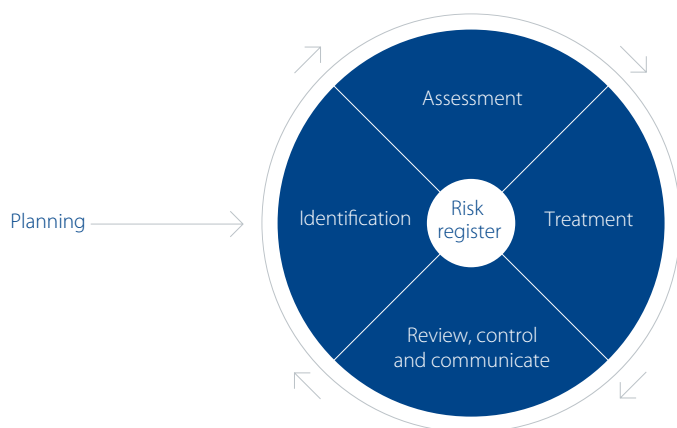 Assessment
Planning
Identification
Risk
register
Treatment
Review, control
and communicate